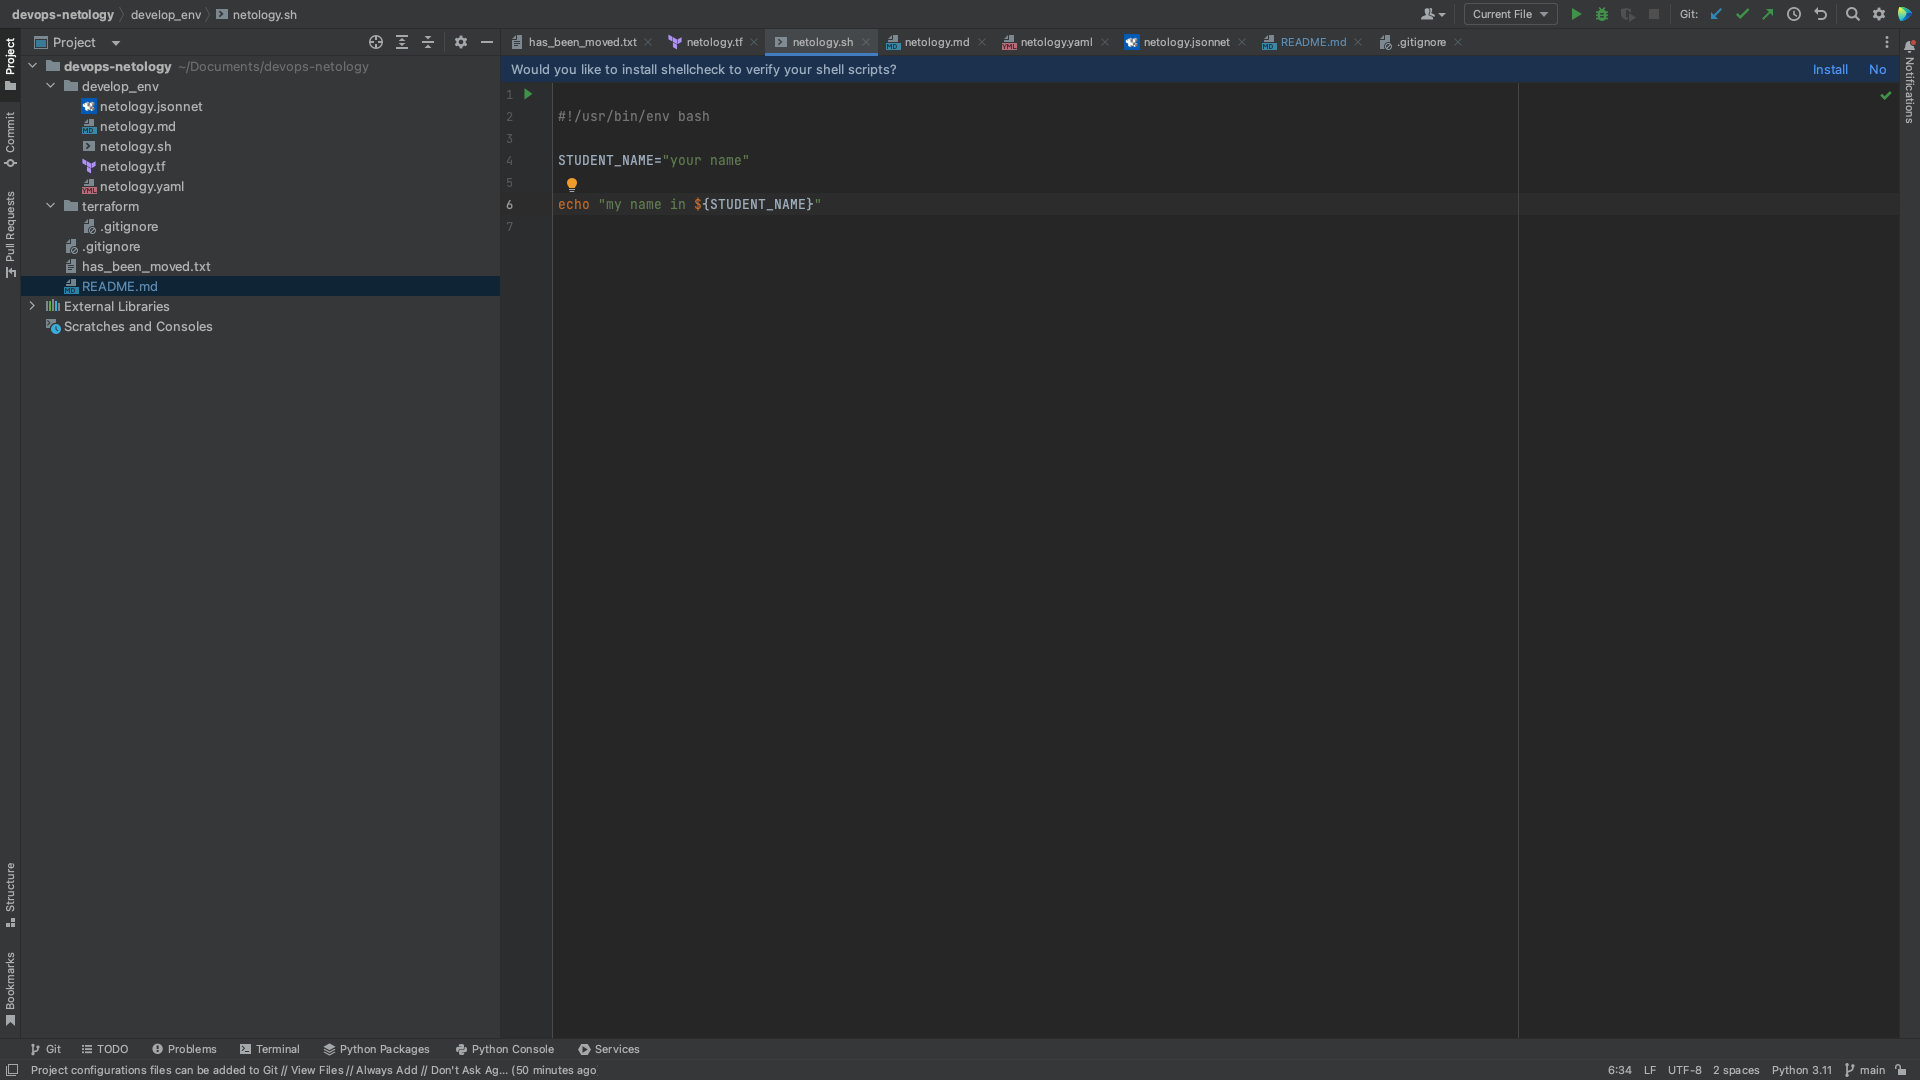 devops-netology develop_env netology.sh
Current File Git:
Project
has_been_moved.txt netology.tf netology.sh netology.md netology.yaml netology.jsonnet README.md .gitignore
devops-netology ~/Documents/devops-netology
develop_env
netology.jsonnet
netology.md
netology.sh
netology.tf
netology.yaml
terraform
.gitignore
.gitignore
has_been_moved.txt
README.md
External Libraries
Scratches and Consoles
Project
Commit
Pull Requests
Structure
Bookmarks
Would you like to install shellcheck to verify your shell scripts? Install No
1
2 #!/usr/bin/env bash
3
4 STUDENT_NAME="your name"
5
6 echo "my name in ${STUDENT_NAME}"
7
Notifications
Git TODO Problems Terminal Python Packages Python Console Services
Project configurations files can be added to Git // View Files // Always Add // Don't Ask Ag... (50 minutes ago 6:34 LF UTF-8 2 spaces Python 3.11 main